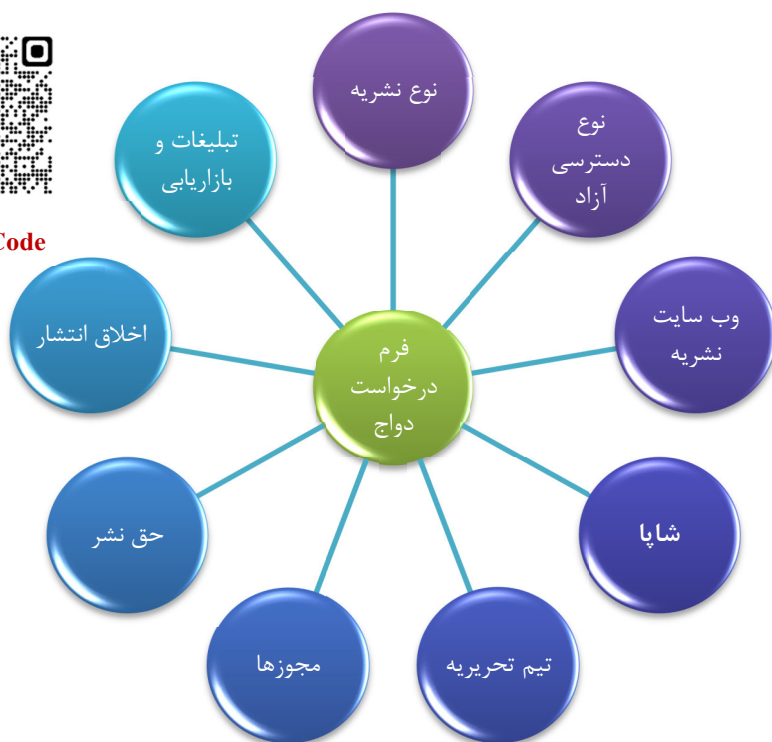 نوع نشریه
نوع
دسترسی
آزاد
وب سایت
نشریه
شاپا
تیم تحریریه
مجوزها
حق نشر
اخلاق انتشار
تبلیغات و
بازاریابی
فرم
درخواست
دواج
Code